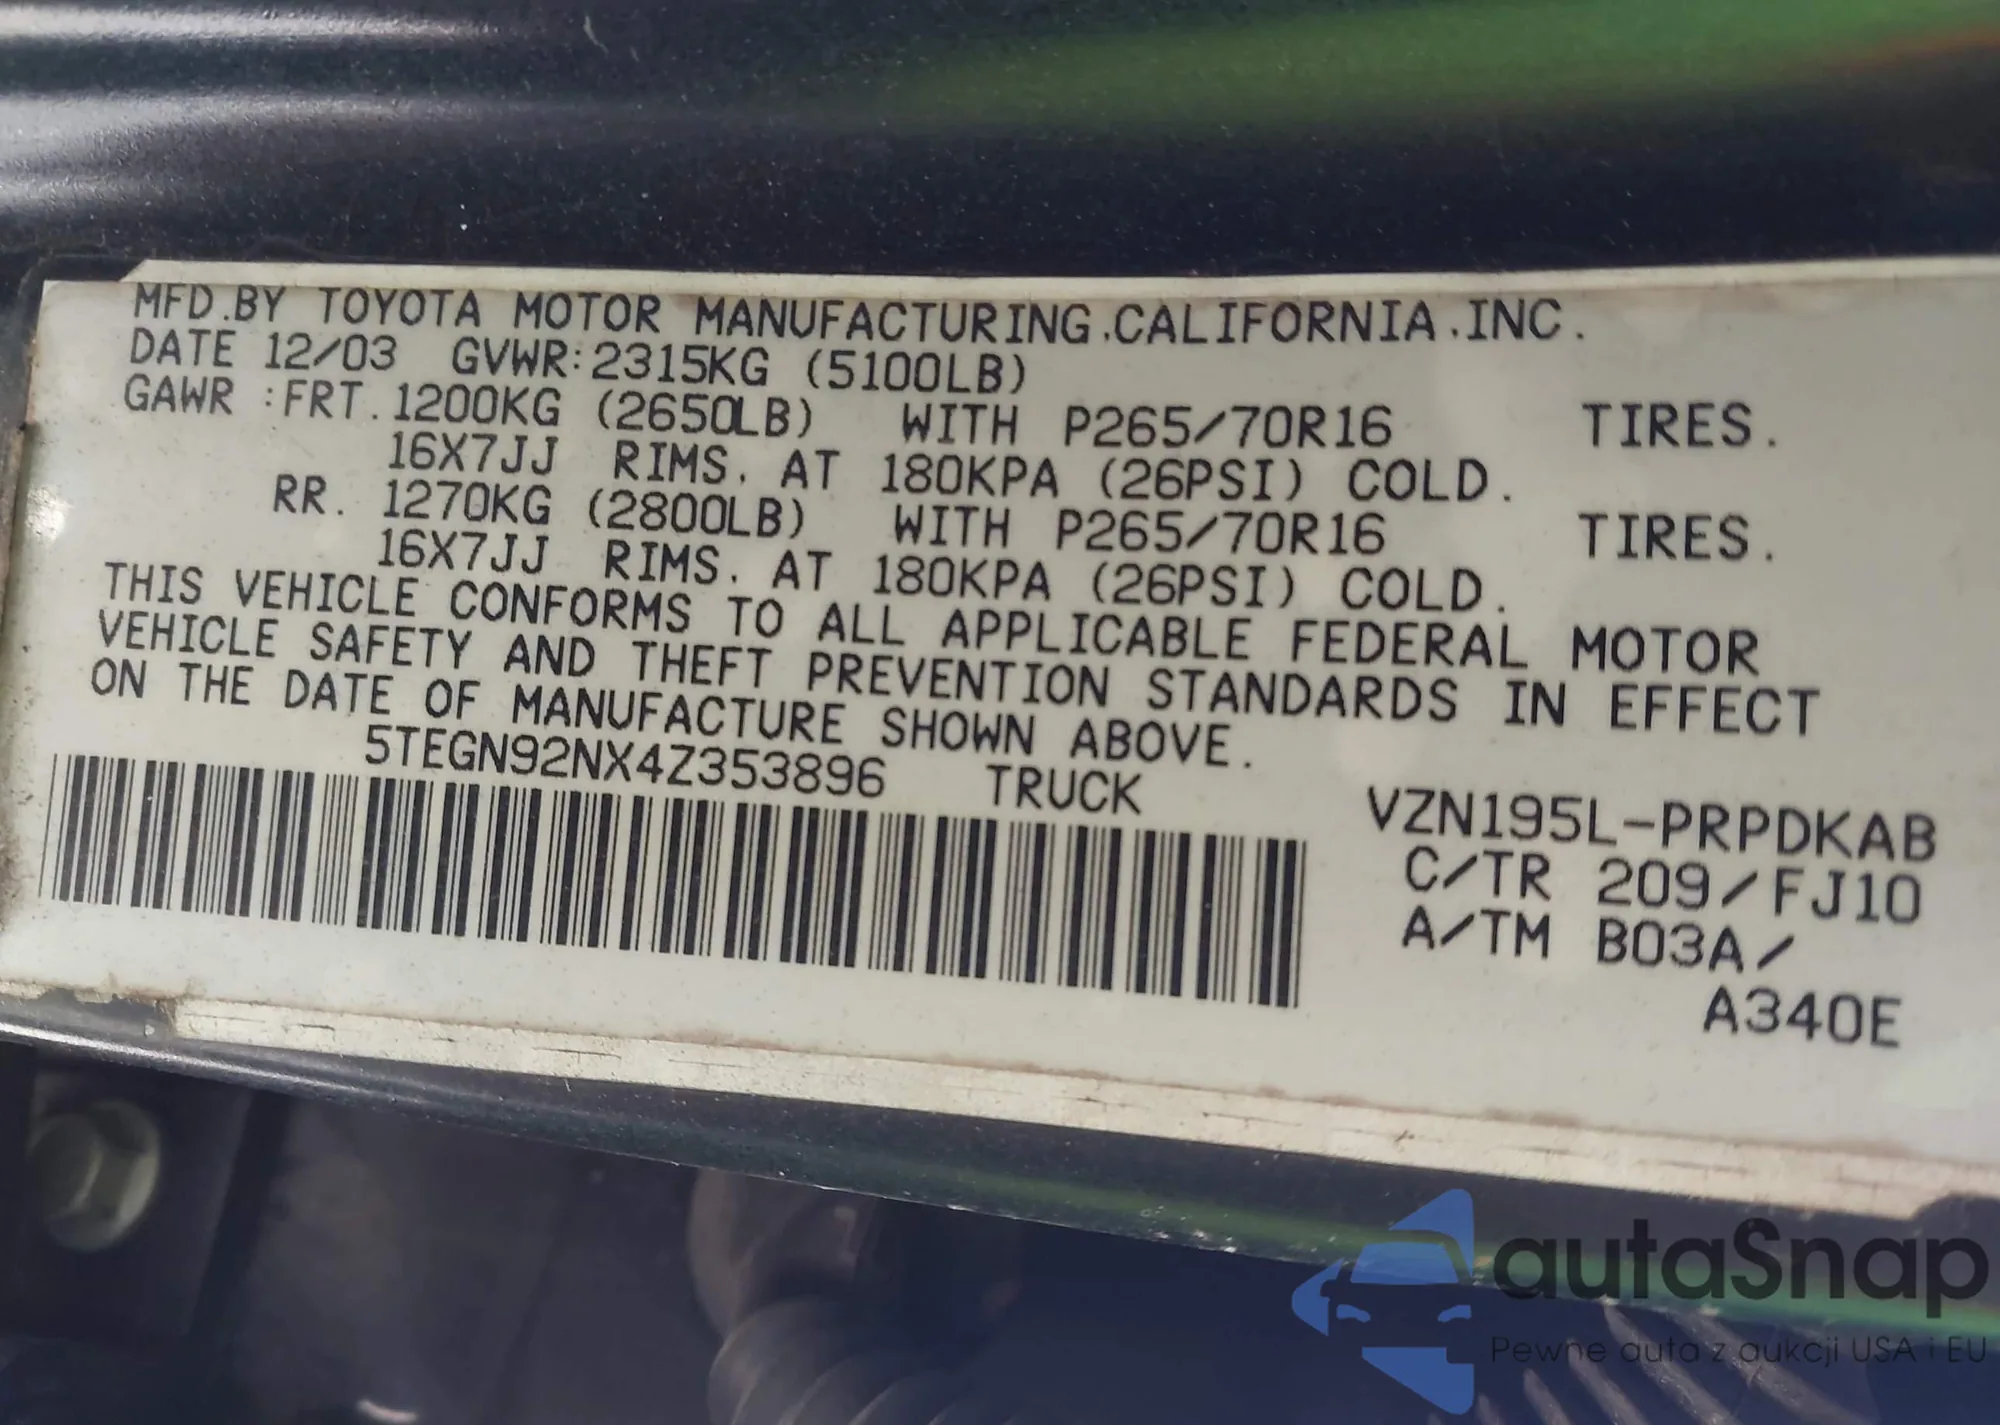 MFD.BY TOYOTA MOTOR MANUFACTURING.CALIFORNIA.INC.
DATE 12/03 GVWR:2315KG (5100LB)
GAWR :FRT. 1200KG (2650LB) WITH P265/70R16 TIRES.
16X7JJ RIMS. AT 180KPA (26PSI) COLD.
RR. 1270KG (2800LB) WITH P265/70R16 TIRES.
16X7JJ RIMS. AT 180KPA (26PSI) COLD.
THIS VEHICLE CONFORMS TO ALL APPLICABLE FEDERAL MOTOR
VEHICLE SAFETY AND THEFT PREVENTION STANDARDS IN EFFECT
ON THE DATE OF MANUFACTURE SHOWN ABOVE.
5TEGN92NX4Z353896 TRUCK
VZN195L-PRPDKAB
C/TR 209/FJ10
A/TM B03A/
A340E
autoSnap
Pewne auta z aukcji USA i EU